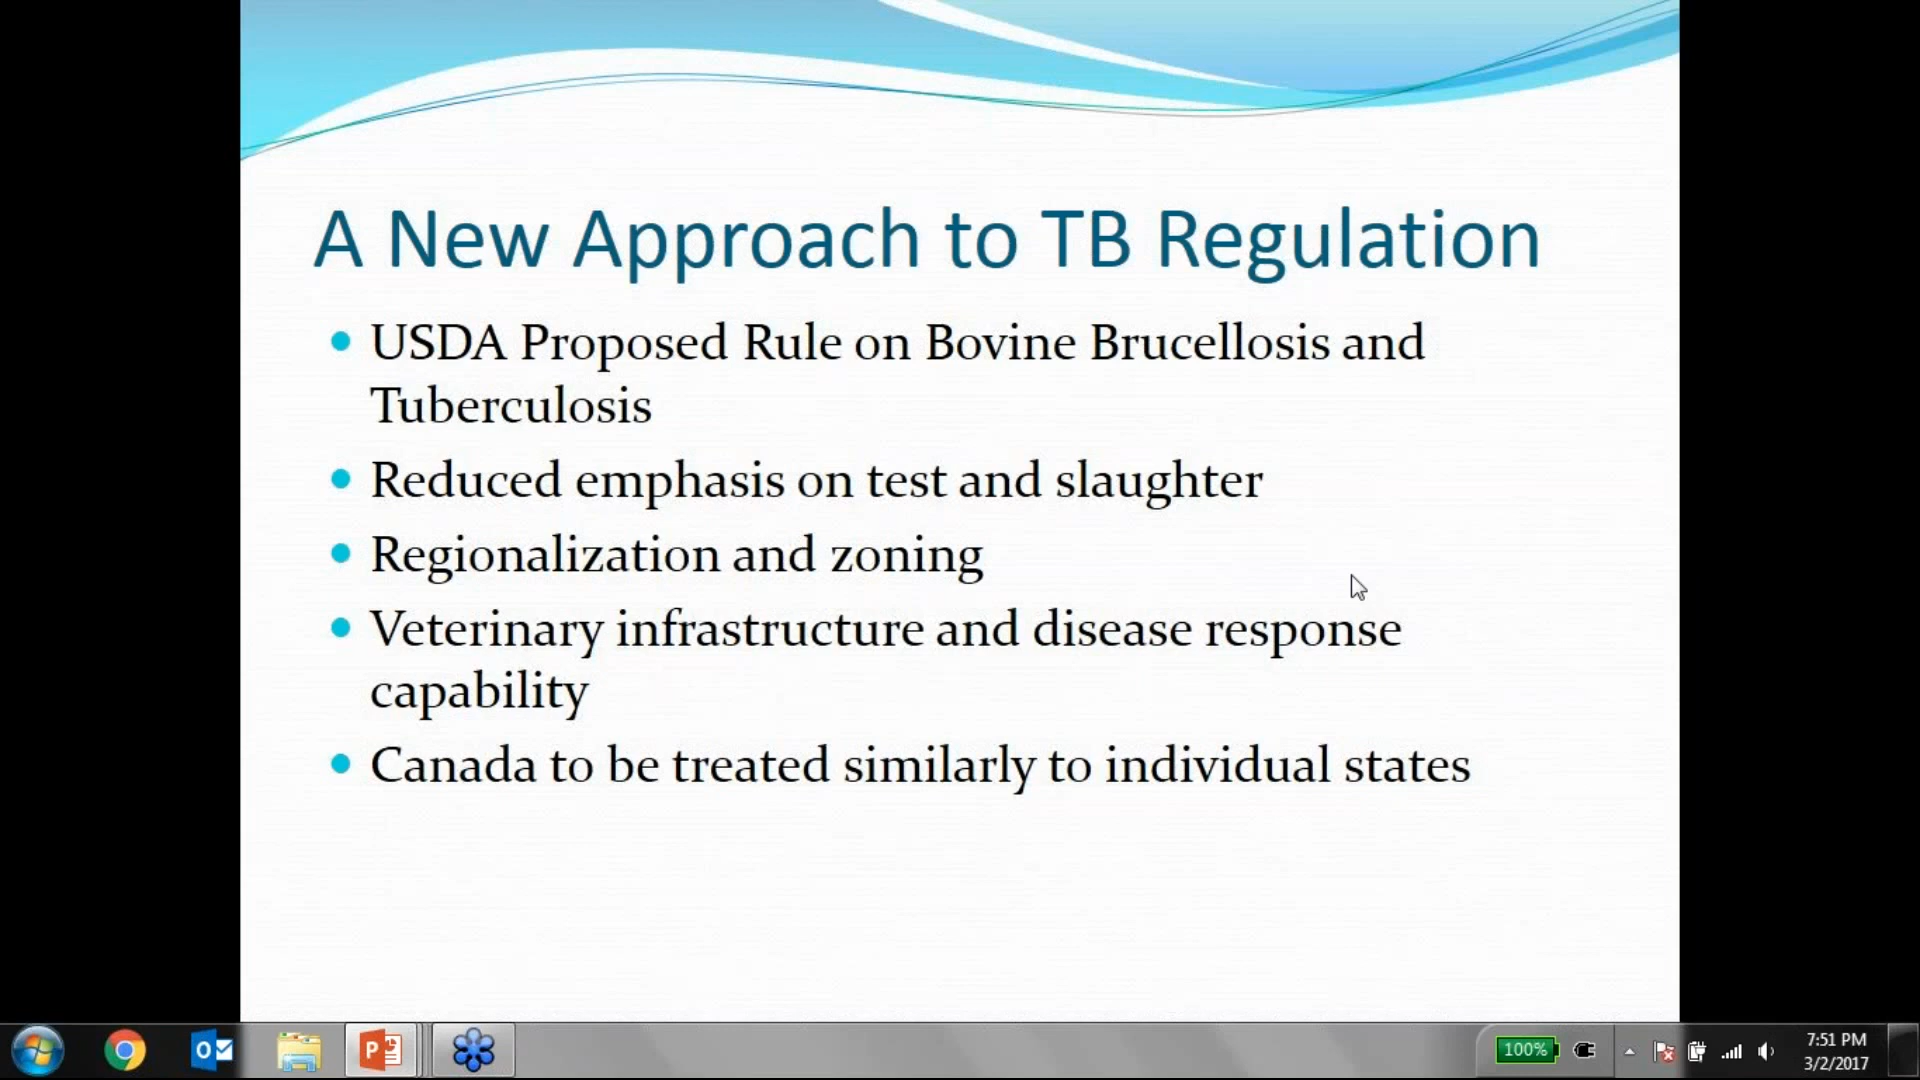 A New Approach to TB Regulation
• USDA Proposed Rule on Bovine Brucellosis and
Tuberculosis
• Reduced emphasis on test and slaughter
• Regionalization and zoning
• Veterinary infrastructure and disease response
capability
• Canada to be treated similarly to individual states
100%
7:51 PM
3/2/2017